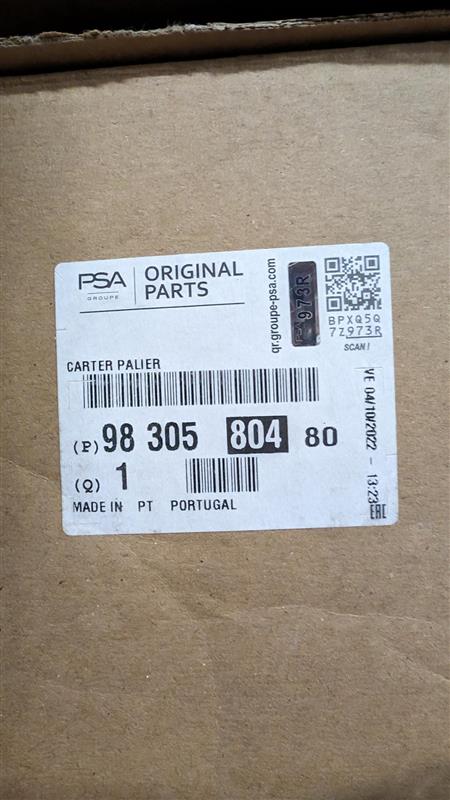 PSA
GROUPE
ORIGINAL
PARTS
qr.groupe-psa.com
973R
BPXQ5Q
7Z973R
SCAN!
CARTER PALIER
(P) 98 305 804 80
(Q) 1
MADE IN PT PORTUGAL
VE 04/10/2022 - 13:23
EAC